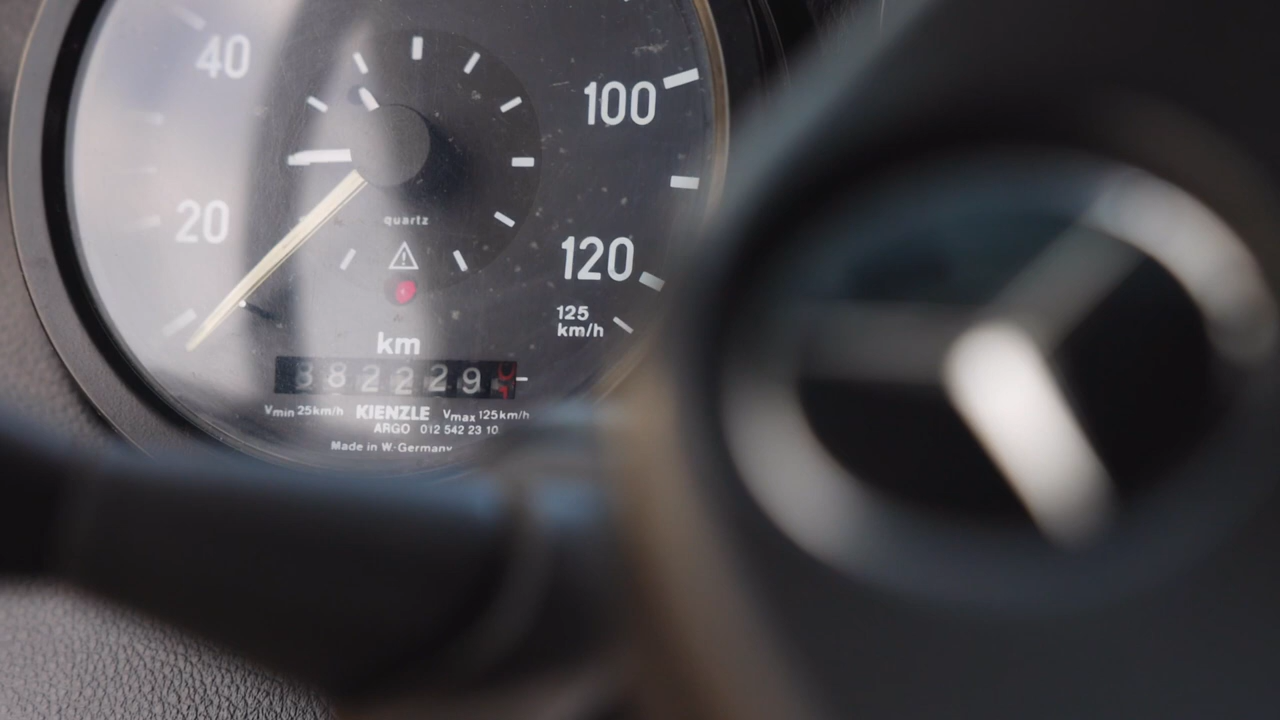 40
100
20
quartz
120
125
km/h
km
882229
Vmin 25km/h KIENZLE Vmax 125km/h
ARGO 012 542 23 10
Made in W.-Germany